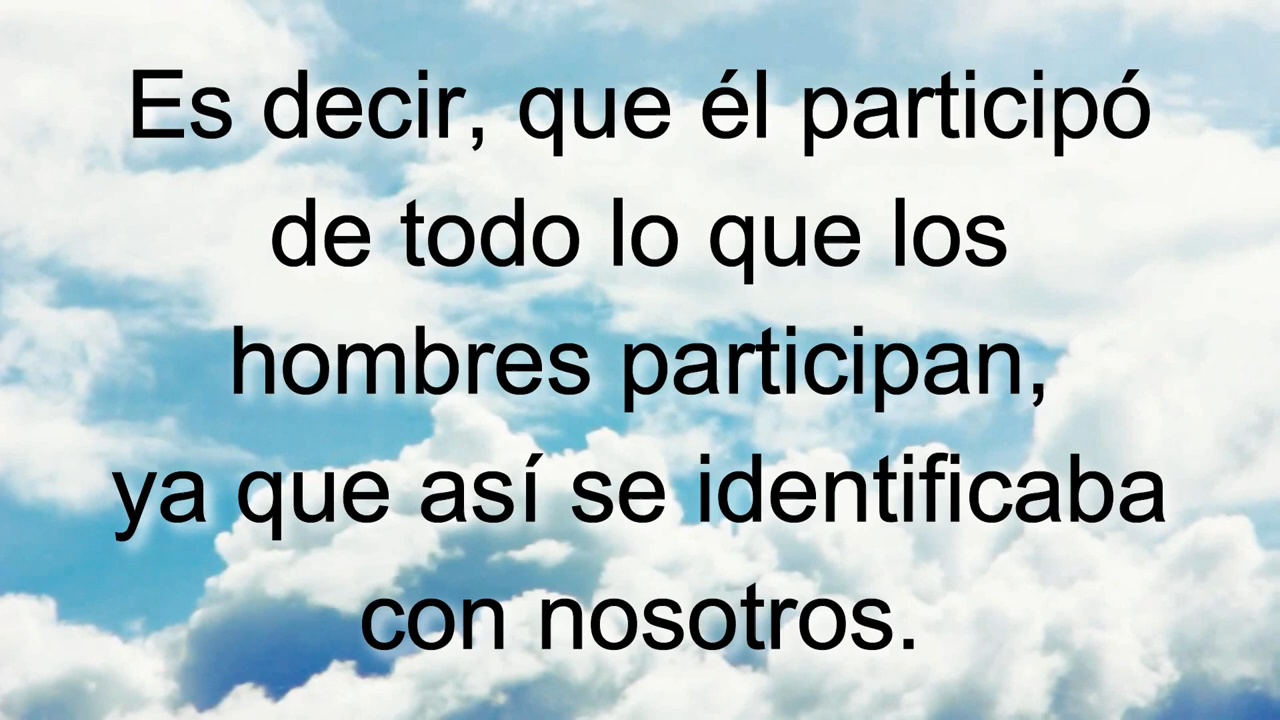 Es decir, que él participó
de todo lo que los
hombres participan,
ya que así se identificaba
con nosotros.